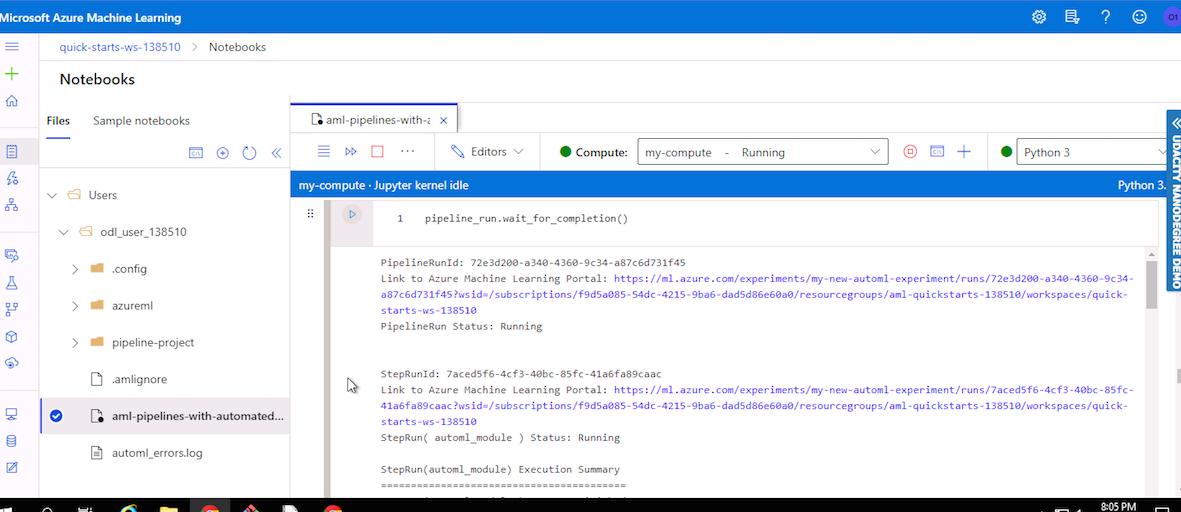 Microsoft Azure Machine Learning
quick-starts-ws-138510 > Notebooks
Notebooks
Files
Sample notebooks
aml-pipelines-with-a
Editors
Compute:
my-compute - Running
Python 3
my-compute · Jupyter kernel idle
Python 3.
UDACITY NANODEGREE DEMO
Users
odl_user_138510
.config
azureml
pipeline-project
.amlignore
aml-pipelines-with-automated...
automl_errors.log
1 pipeline_run.wait_for_completion()
PipelineRunId: 72e3d200-a340-4360-9c34-a87c6d731f45
Link to Azure Machine Learning Portal: https://ml.azure.com/experiments/my-new-automl-experiment/runs/72e3d200-a340-4360-9c34-
a87c6d731f45?wsid=/subscriptions/f9d5a085-54dc-4215-9ba6-dad5d86e60a0/resourcegroups/aml-quickstarts-138510/workspaces/quick-
starts-ws-138510
PipelineRun Status: Running
StepRunId: 7aced5f6-4cf3-40bc-85fc-41a6fa89caac
Link to Azure Machine Learning Portal: https://ml.azure.com/experiments/my-new-automl-experiment/runs/7aced5f6-4cf3-40bc-85fc-
41a6fa89caac?wsid=/subscriptions/f9d5a085-54dc-4215-9ba6-dad5d86e60a0/resourcegroups/aml-quickstarts-138510/workspaces/quick-
starts-ws-138510
StepRun( automl_module ) Status: Running
StepRun(automl_module) Execution Summary
=========================================
8:05 PM